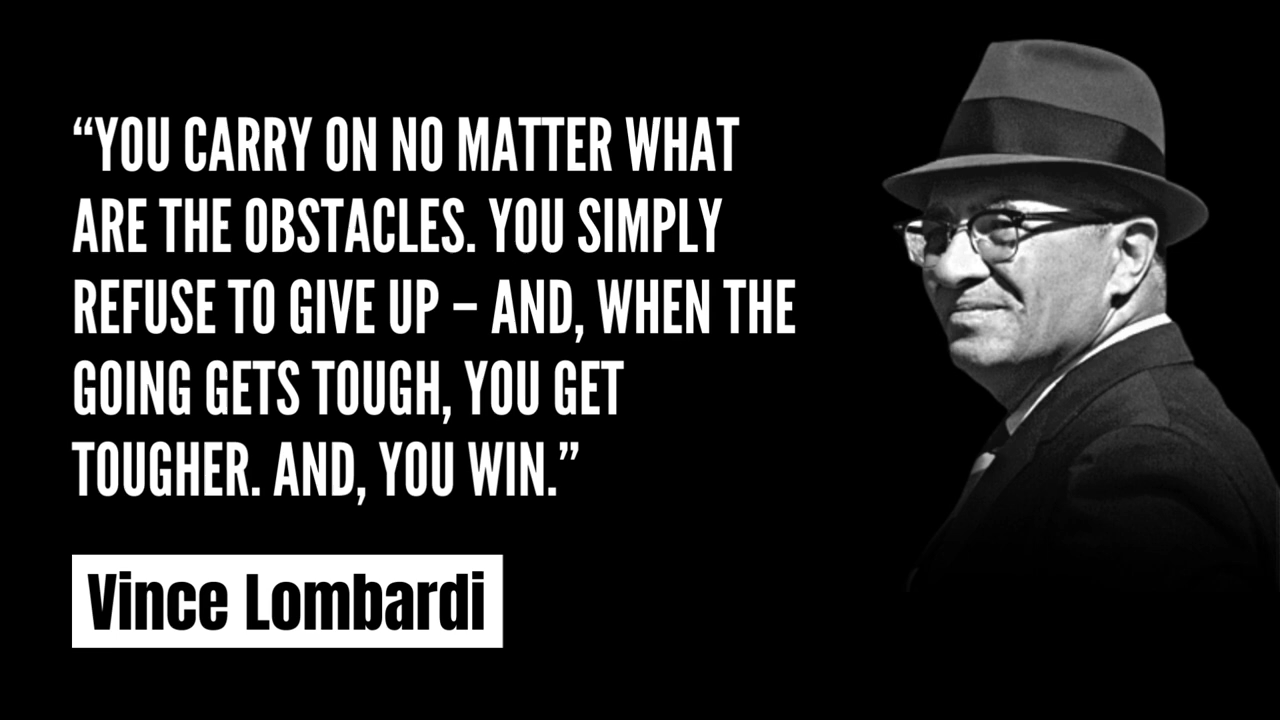 “YOU CARRY ON NO MATTER WHAT
ARE THE OBSTACLES. YOU SIMPLY
REFUSE TO GIVE UP – AND, WHEN THE
GOING GETS TOUGH, YOU GET
TOUGHER. AND, YOU WIN.”
Vince Lombardi